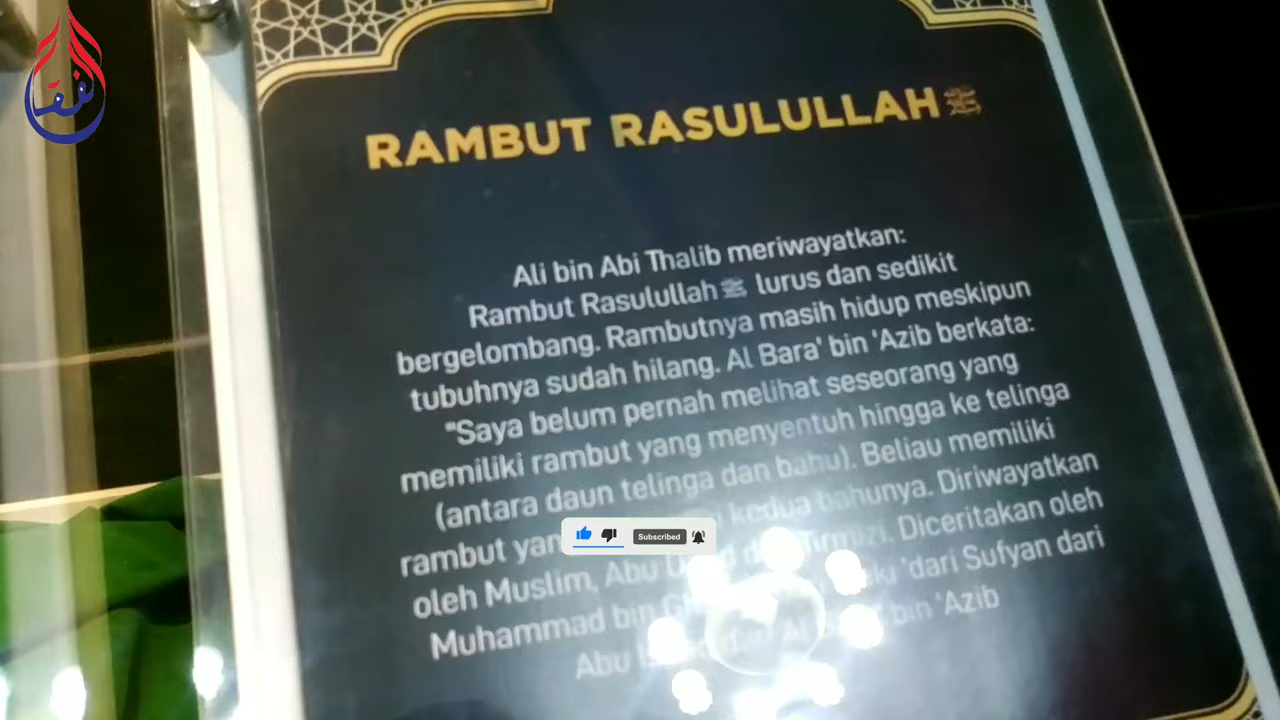 RAMBUT RASULULLAH ﷺ
Ali bin Abi Thalib meriwayatkan:
Rambut Rasulullah ﷺ lurus dan sedikit
bergelombang. Rambutnya masih hidup meskipun
tubuhnya sudah hilang. Al Bara' bin 'Azib berkata:
"Saya belum pernah melihat seseorang yang
memiliki rambut yang menyentuh hingga ke telinga
(antara daun telinga dan bahu). Beliau memiliki
rambut kedua bahunya. Diriwayatkan
oleh Muslim, Abu Diceritakan oleh
Muhammad bin 'dari Sufyan dari
Abu bin 'Azib
Subscribed